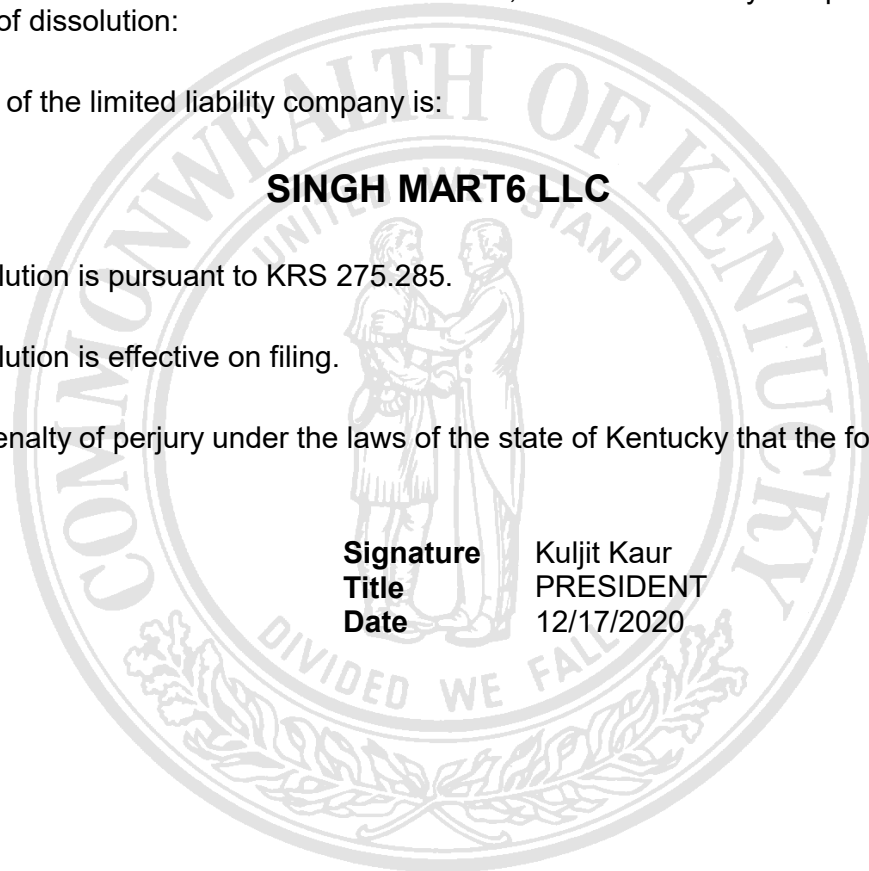 of dissolution:
of the limited liability company is:
SINGH MART6 LLC
lution is pursuant to KRS 275.285.
lution is effective on filing.
enalty of perjury under the laws of the state of Kentucky that the fo
Signature Kuljit Kaur
Title PRESIDENT
Date 12/17/2020
COMMONWEALTH OF KENTUCKY
UNITED WE STAND
DIVIDED WE FALL